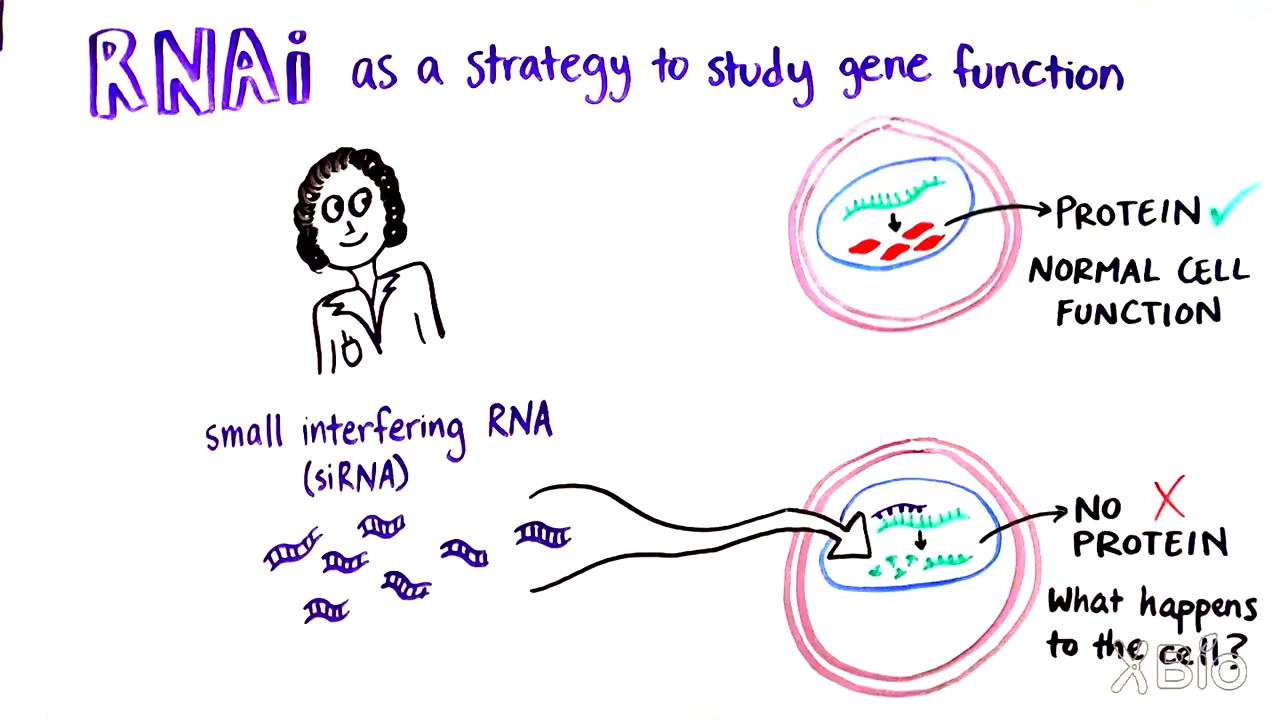 RNAi as a strategy to study gene function
PROTEIN ✓
NORMAL CELL
FUNCTION
small interfering RNA
(siRNA)
NO X
PROTEIN
What happens
to the cell?
XBio